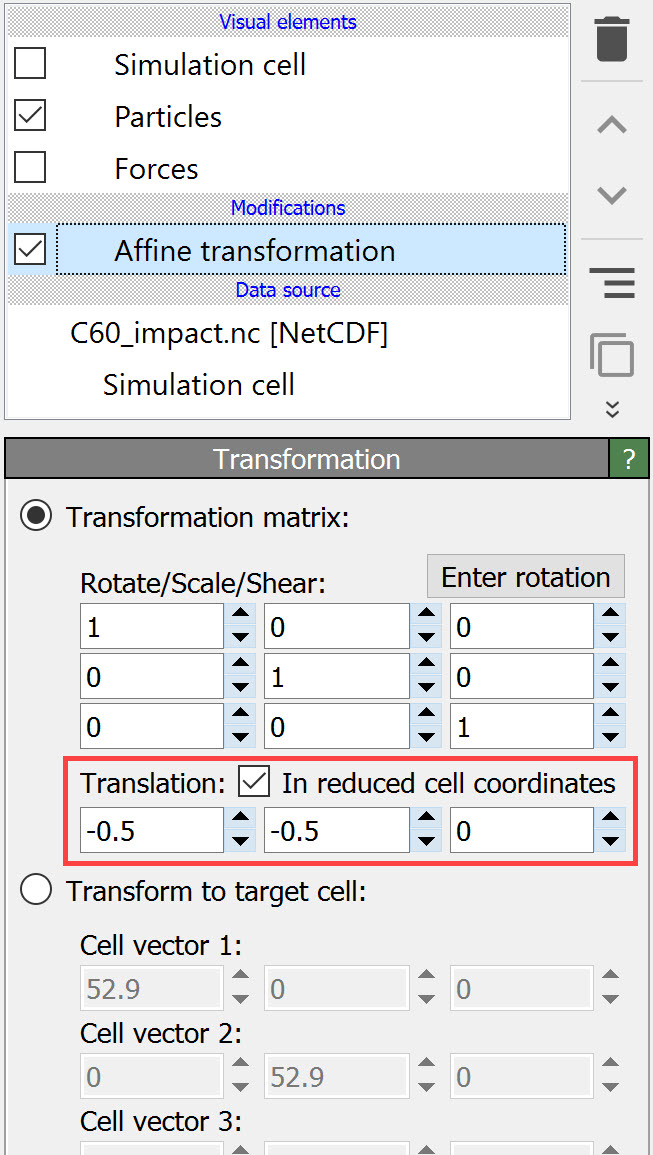 Visual elements
Simulation cell
Particles
Forces
Modifications
Affine transformation
Data source
C60_impact.nc [NetCDF]
Simulation cell
Transformation ?
Transformation matrix:
Rotate/Scale/Shear: Enter rotation
1 0 0
0 1 0
0 0 1
Translation: In reduced cell coordinates
-0.5 -0.5 0
Transform to target cell:
Cell vector 1:
52.9 0 0
Cell vector 2:
0 52.9 0
Cell vector 3: